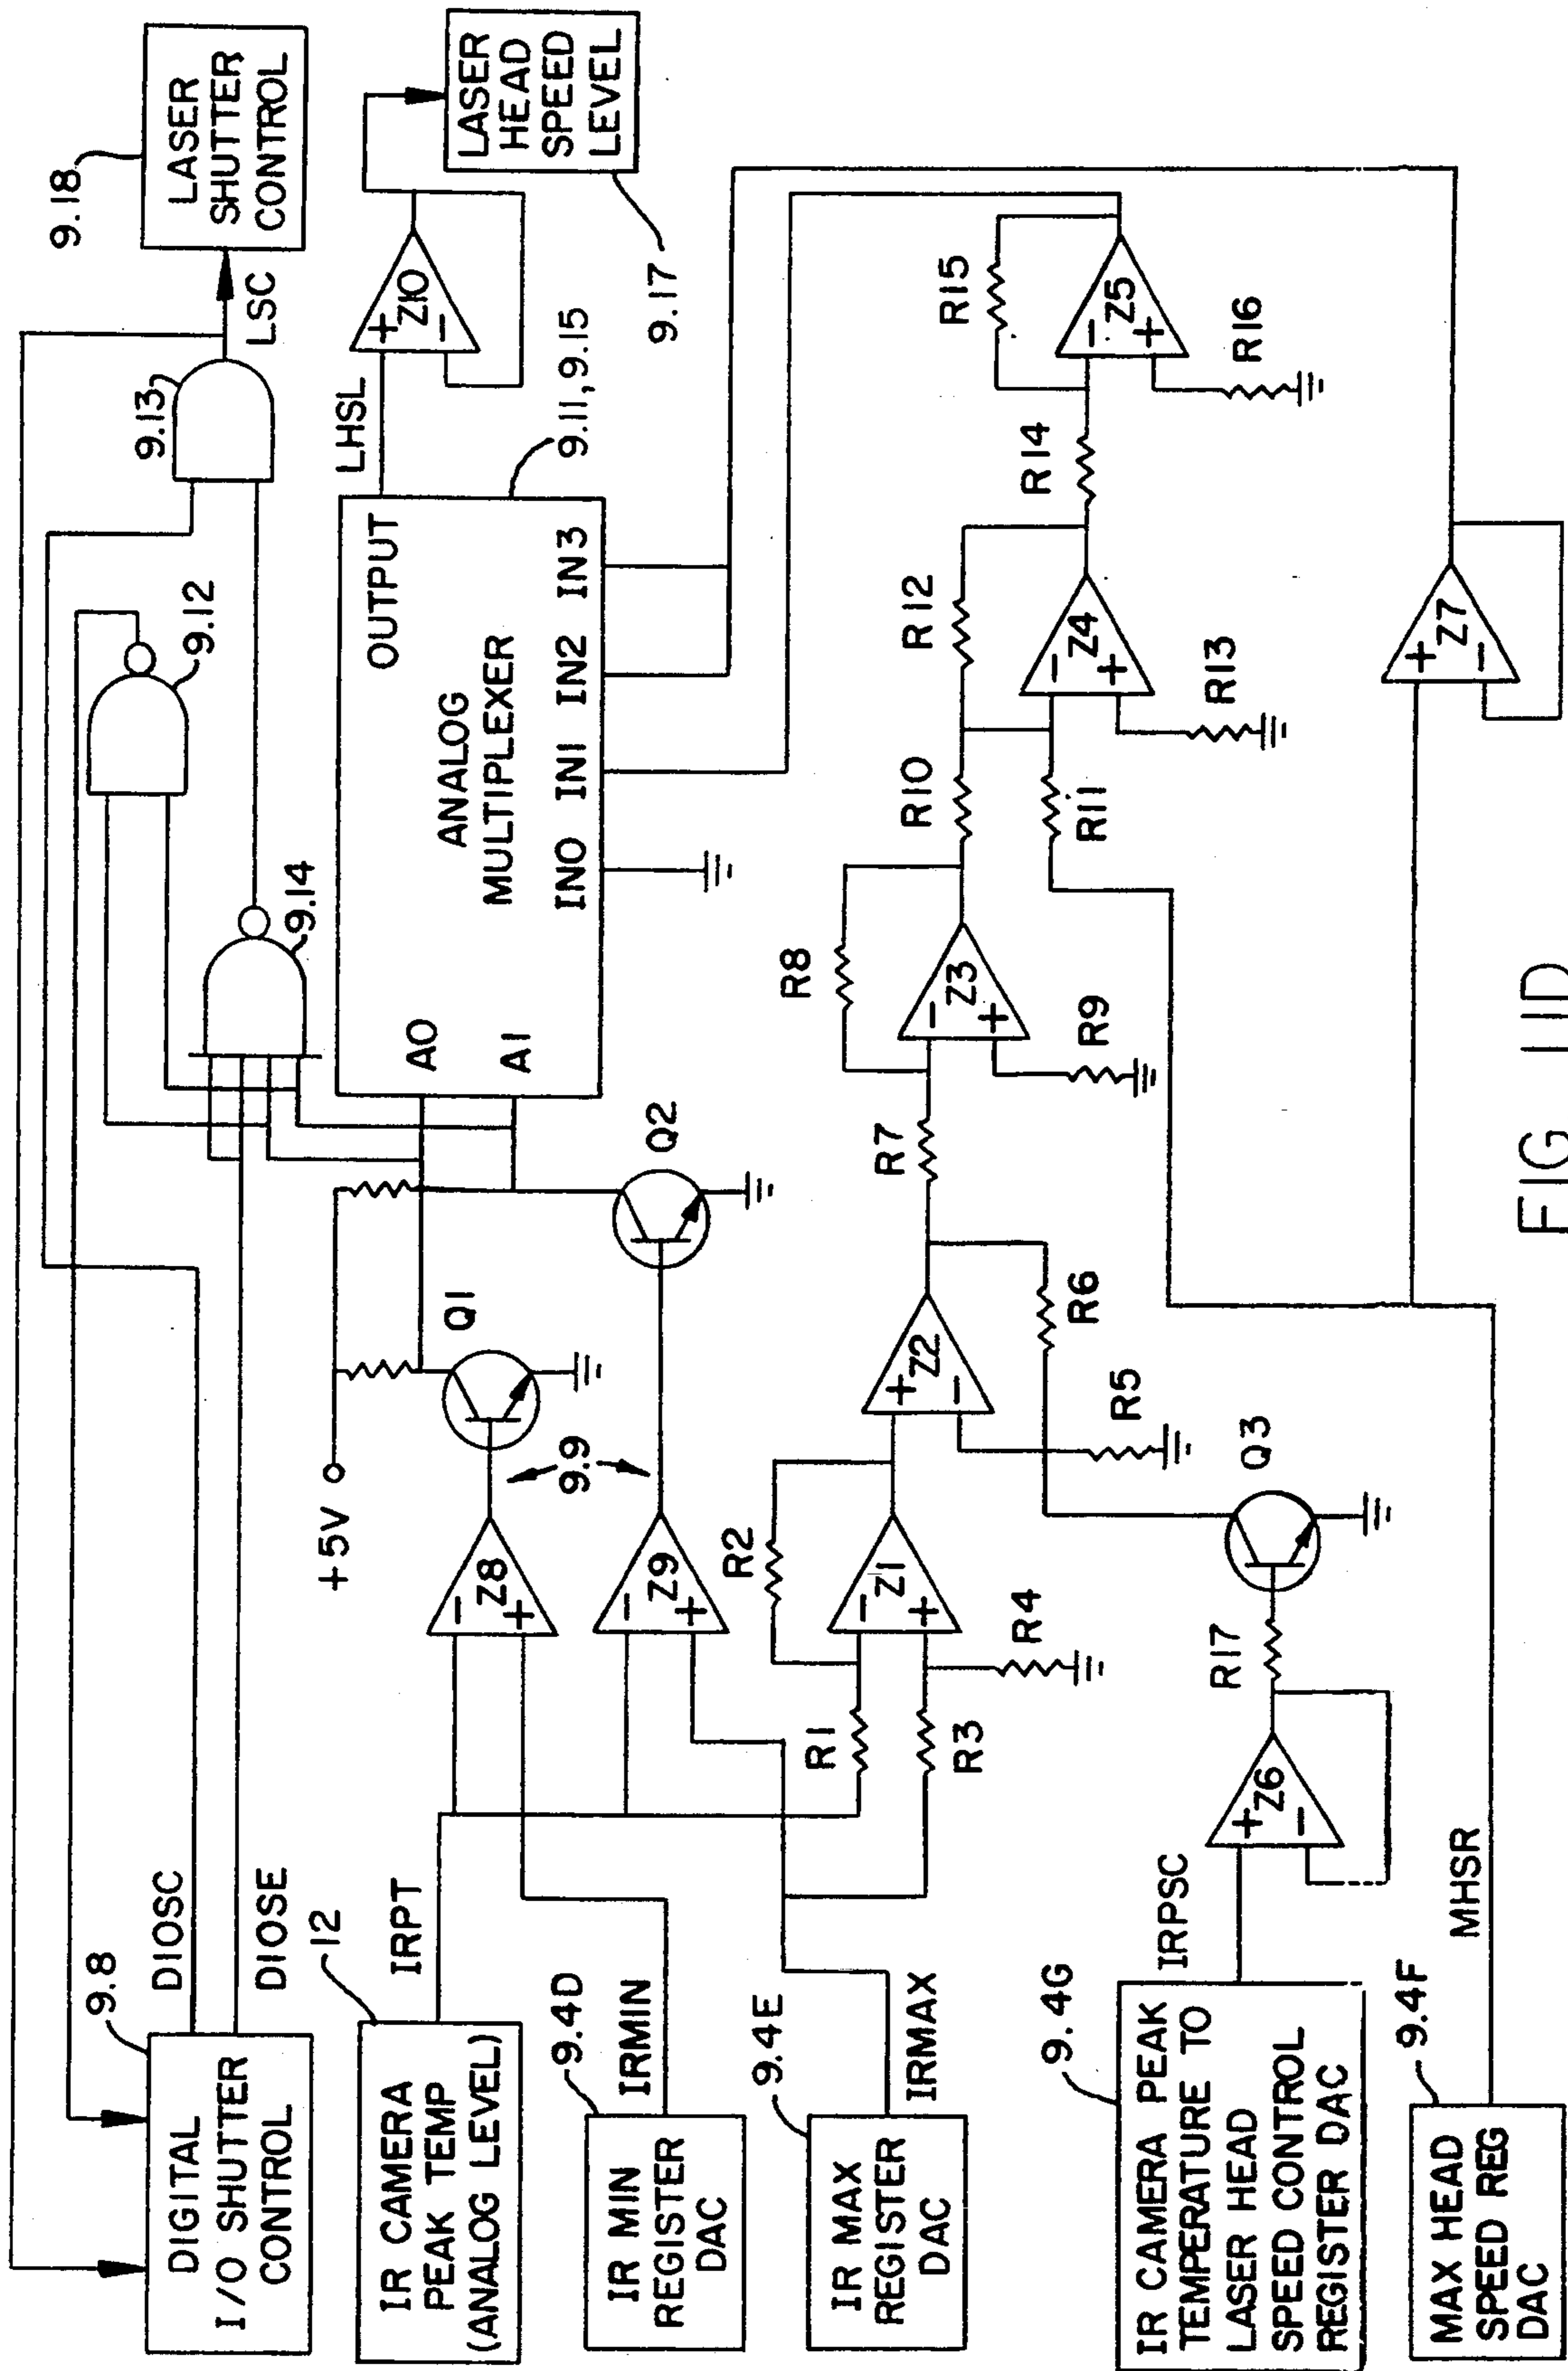 9.8
DIGITAL
I/O SHUTTER
CONTROL
DIOSC
DIOSE
9.12
9.14
9.13
LSC
9.18
LASER
SHUTTER
CONTROL
12
IR CAMERA
PEAK TEMP
(ANALOG LEVEL)
IRPT
+5V
Q1
Q2
9.9
Z8
- +
Z9
- +
A0
A1
ANALOG
MULTIPLEXER
OUTPUT
IN0 IN1 IN2 IN3
9.11, 9.15
LHSL
Z10
+ -
LASER
HEAD
SPEED
LEVEL
9.17
9.4D
IR MIN
REGISTER
DAC
IRMIN
9.4E
IR MAX
REGISTER
DAC
IRMAX
R1
R2
R3
R4
Z1
- +
Z2
+ -
R5
R6
R7
R8
Z3
- +
R9
R10
R11
R12
Z4
- +
R13
R14
R15
Z5
- +
R16
9.4G
IR CAMERA PEAK
TEMPERATURE TO
LASER HEAD
SPEED CONTROL
REGISTER DAC
IRPSC
Z6
+ -
R17
Q3
9.4F
MAX HEAD
SPEED REG
DAC
MHSR
Z7
+ -
FIG 11D